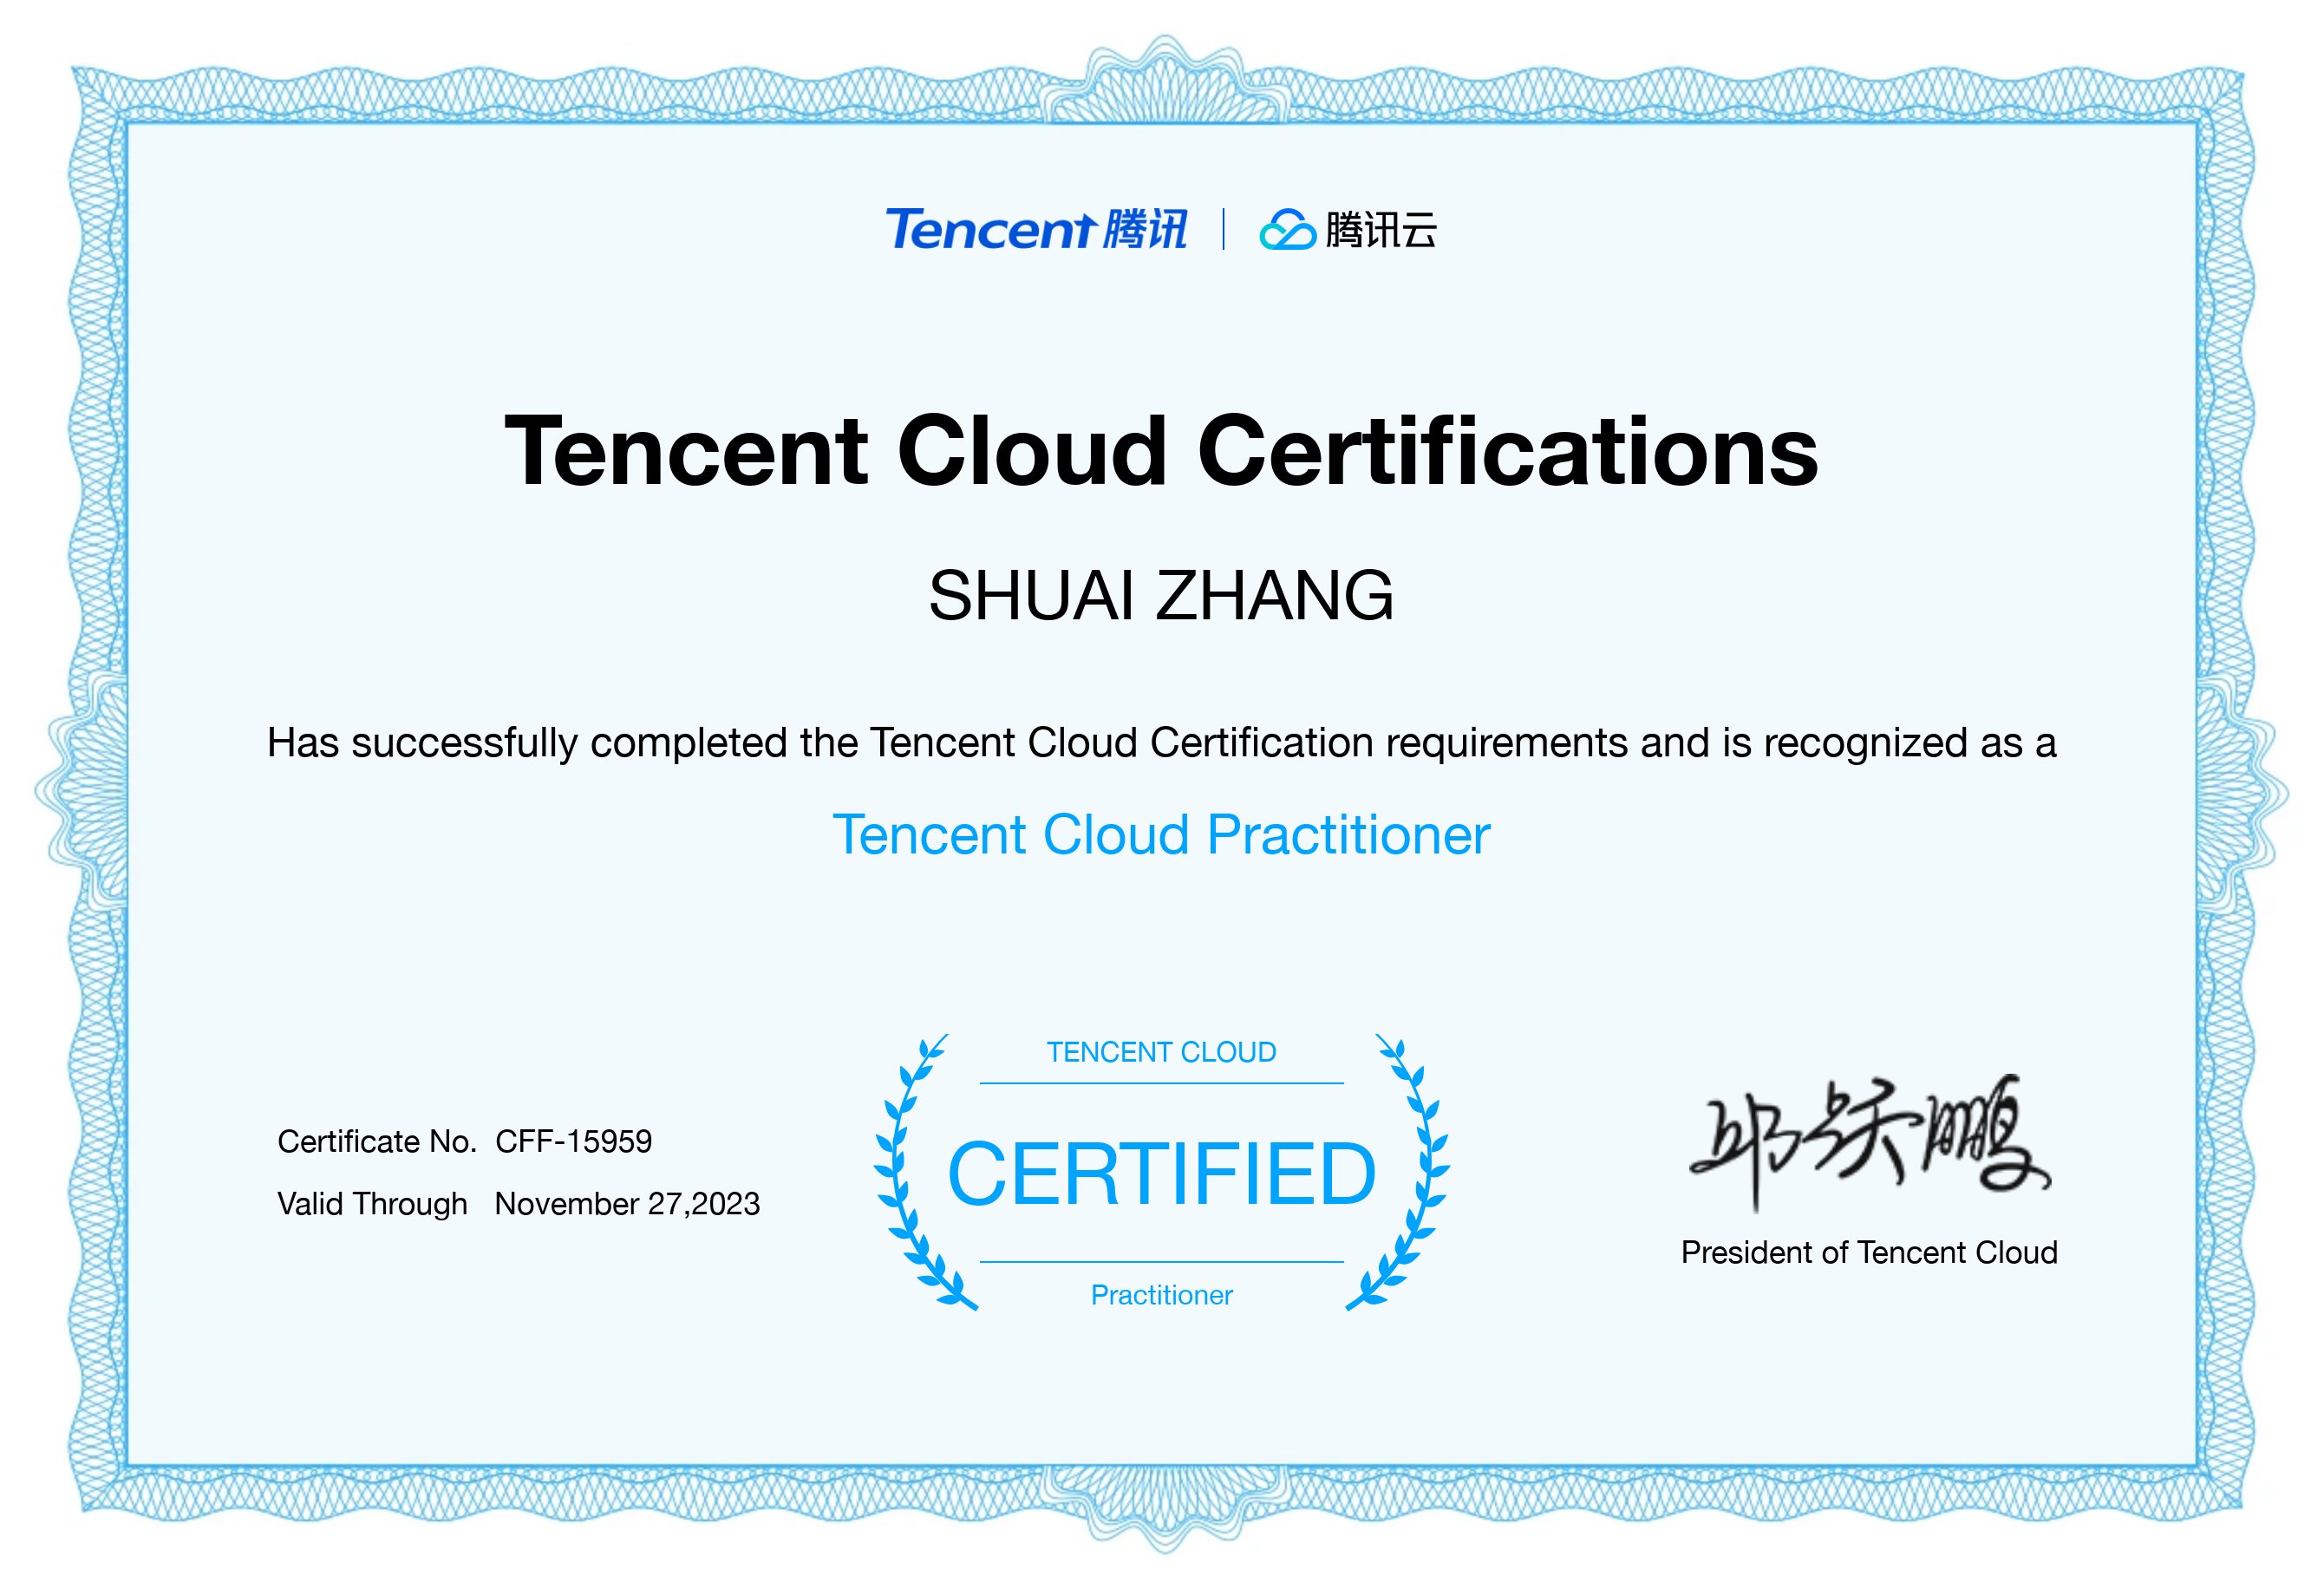 Tencent 腾讯 腾讯云
Tencent Cloud Certifications
SHUAI ZHANG
Has successfully completed the Tencent Cloud Certification requirements and is recognized as a
Tencent Cloud Practitioner
TENCENT CLOUD
CERTIFIED
Practitioner
Certificate No. CFF-15959
Valid Through November 27,2023
邱跃鹏
President of Tencent Cloud